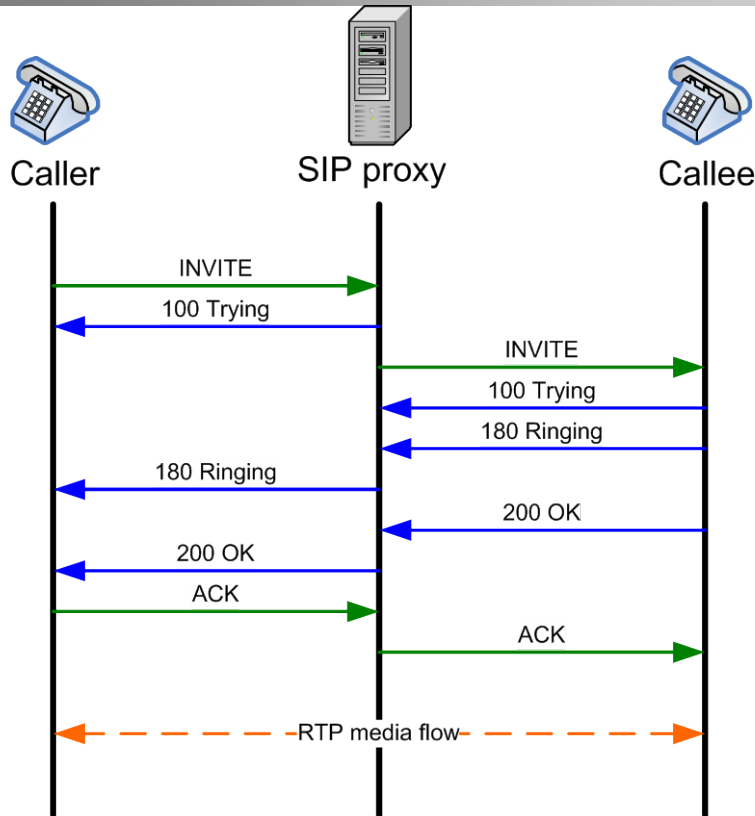 Caller
SIP proxy
Callee
INVITE
100 Trying
INVITE
100 Trying
180 Ringing
180 Ringing
200 OK
200 OK
ACK
ACK
RTP media flow